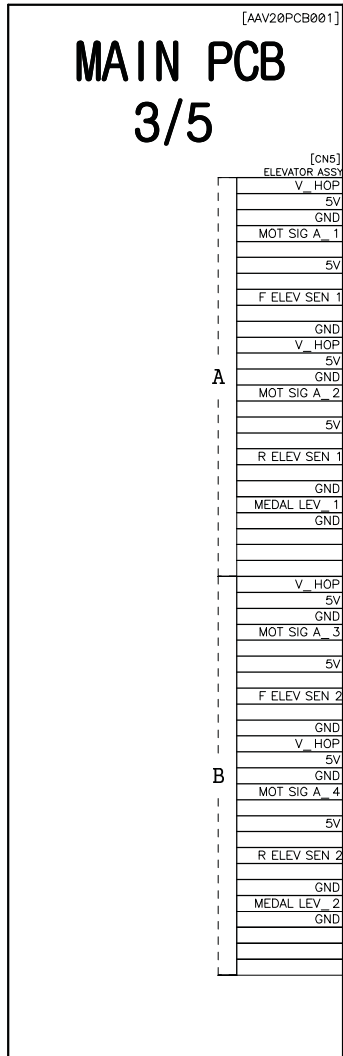 [AAV20PCB001]
MAIN PCB
3/5
[CN5]
ELEVATOR ASSY
V_HOP
5V
GND
MOT SIG A_1
5V
F ELEV SEN 1
GND
V_HOP
5V
A
GND
MOT SIG A_2
5V
R ELEV SEN 1
GND
MEDAL LEV_1
GND
V_HOP
5V
GND
MOT SIG A_3
5V
F ELEV SEN 2
GND
V_HOP
5V
B
GND
MOT SIG A_4
5V
R ELEV SEN 2
GND
MEDAL LEV_2
GND